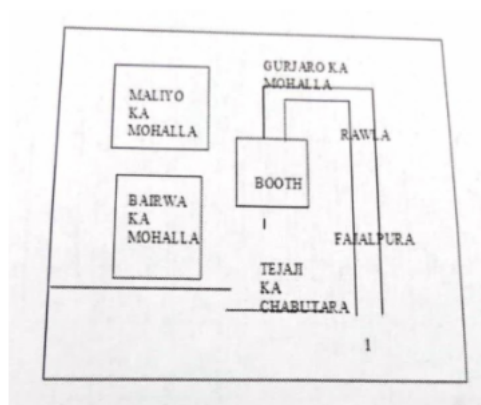 GURJARO KA
MOHALLA
MALIYO
KA
MOHALLA
RAWLA
BOOTH
BAIRWA
KA
MOHALLA
FAJALPURA
TEJAJI
KA
CHABUTARA
1